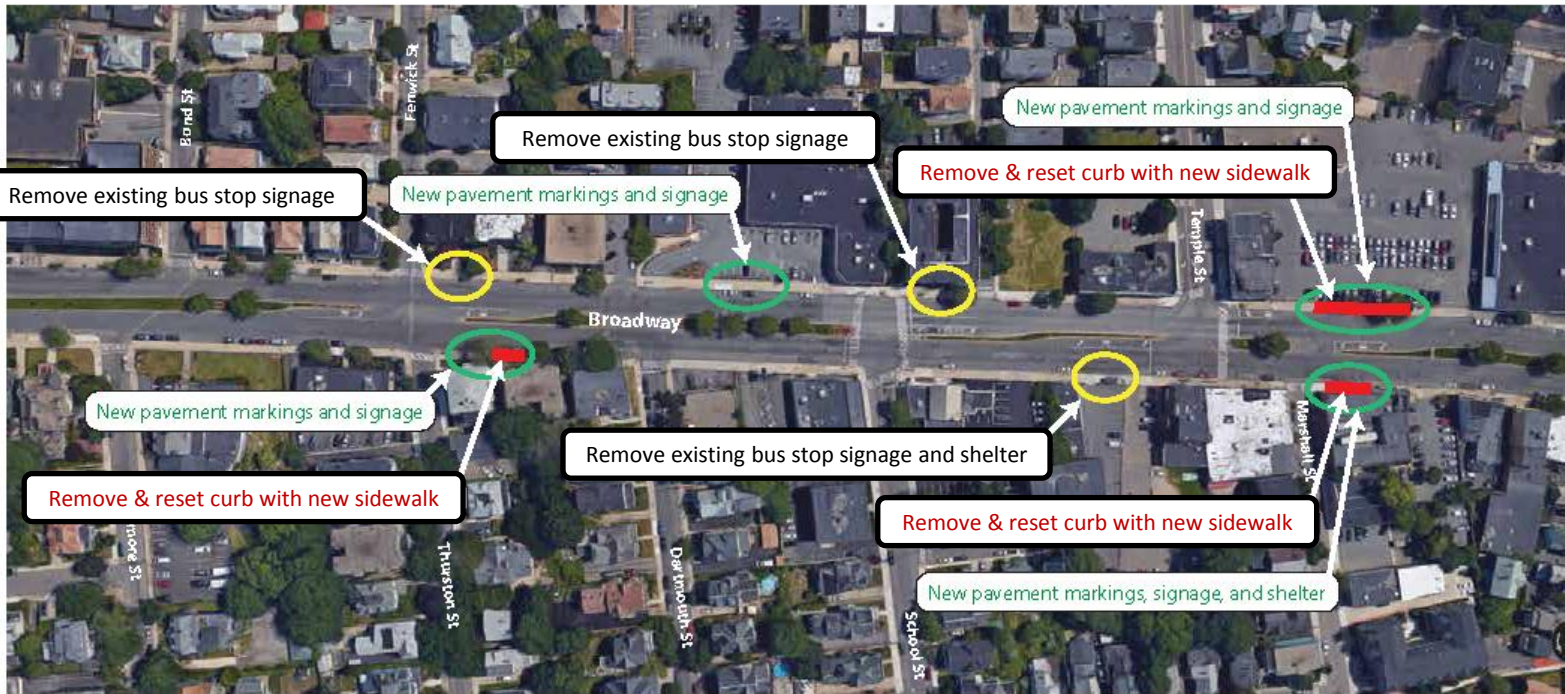 Bond St
Fenwick St
New pavement markings and signage
Remove existing bus stop signage
Remove & reset curb with new sidewalk
Remove existing bus stop signage
New pavement markings and signage
Temple St
Broadway
New pavement markings and signage
Marshall St
Remove existing bus stop signage and shelter
Remove & reset curb with new sidewalk
Remove & reset curb with new sidewalk
Thurston St
Dartmouth St
School St
New pavement markings, signage, and shelter